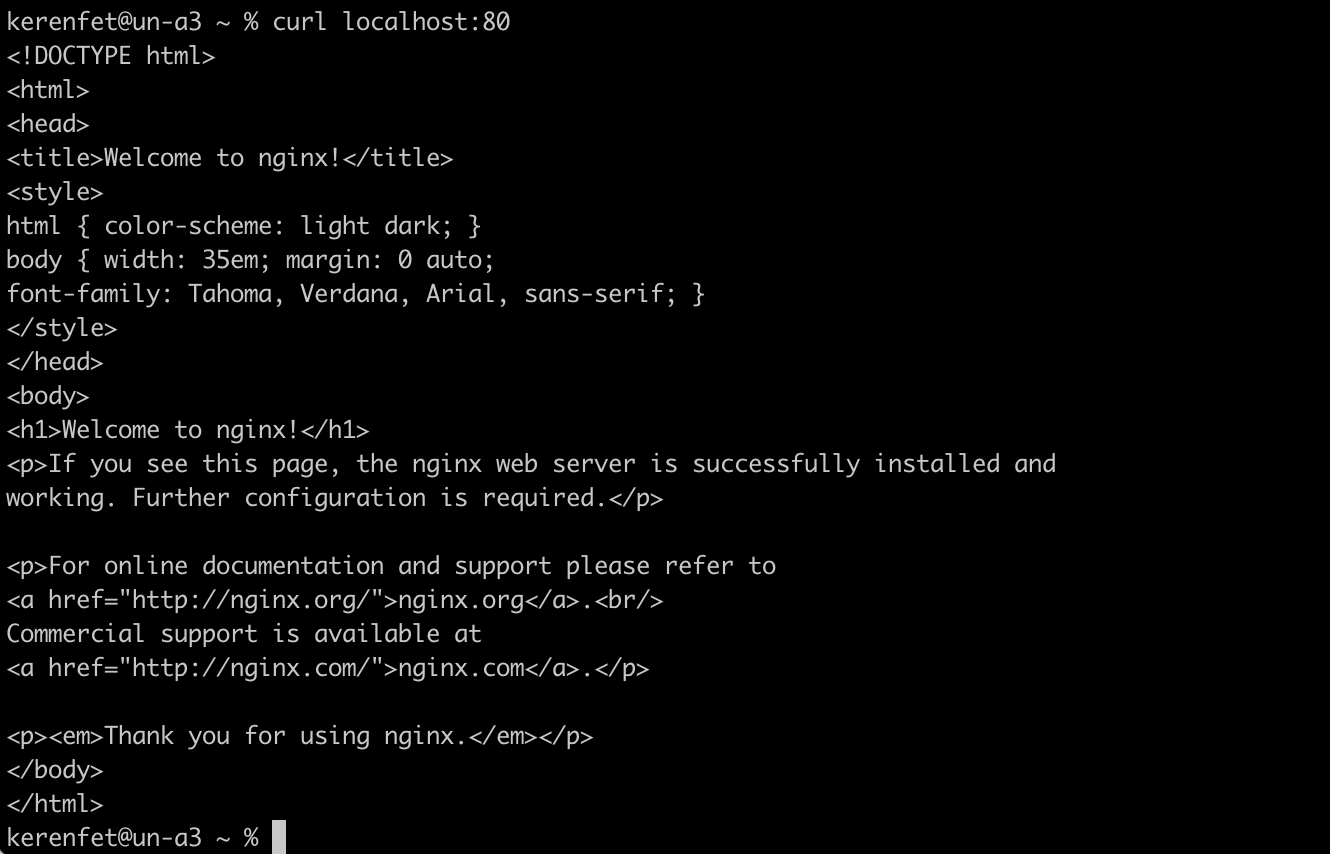 kerenfet@un-a3 ~ % curl localhost:80
<!DOCTYPE html>
<html>
<head>
<title>Welcome to nginx!</title>
<style>
html { color-scheme: light dark; }
body { width: 35em; margin: 0 auto;
font-family: Tahoma, Verdana, Arial, sans-serif; }
</style>
</head>
<body>
<h1>Welcome to nginx!</h1>
<p>If you see this page, the nginx web server is successfully installed and
working. Further configuration is required.</p>

<p>For online documentation and support please refer to
<a href="http://nginx.org/">nginx.org</a>.<br/>
Commercial support is available at
<a href="http://nginx.com/">nginx.com</a>.</p>

<p><em>Thank you for using nginx.</em></p>
</body>
</html>
kerenfet@un-a3 ~ %